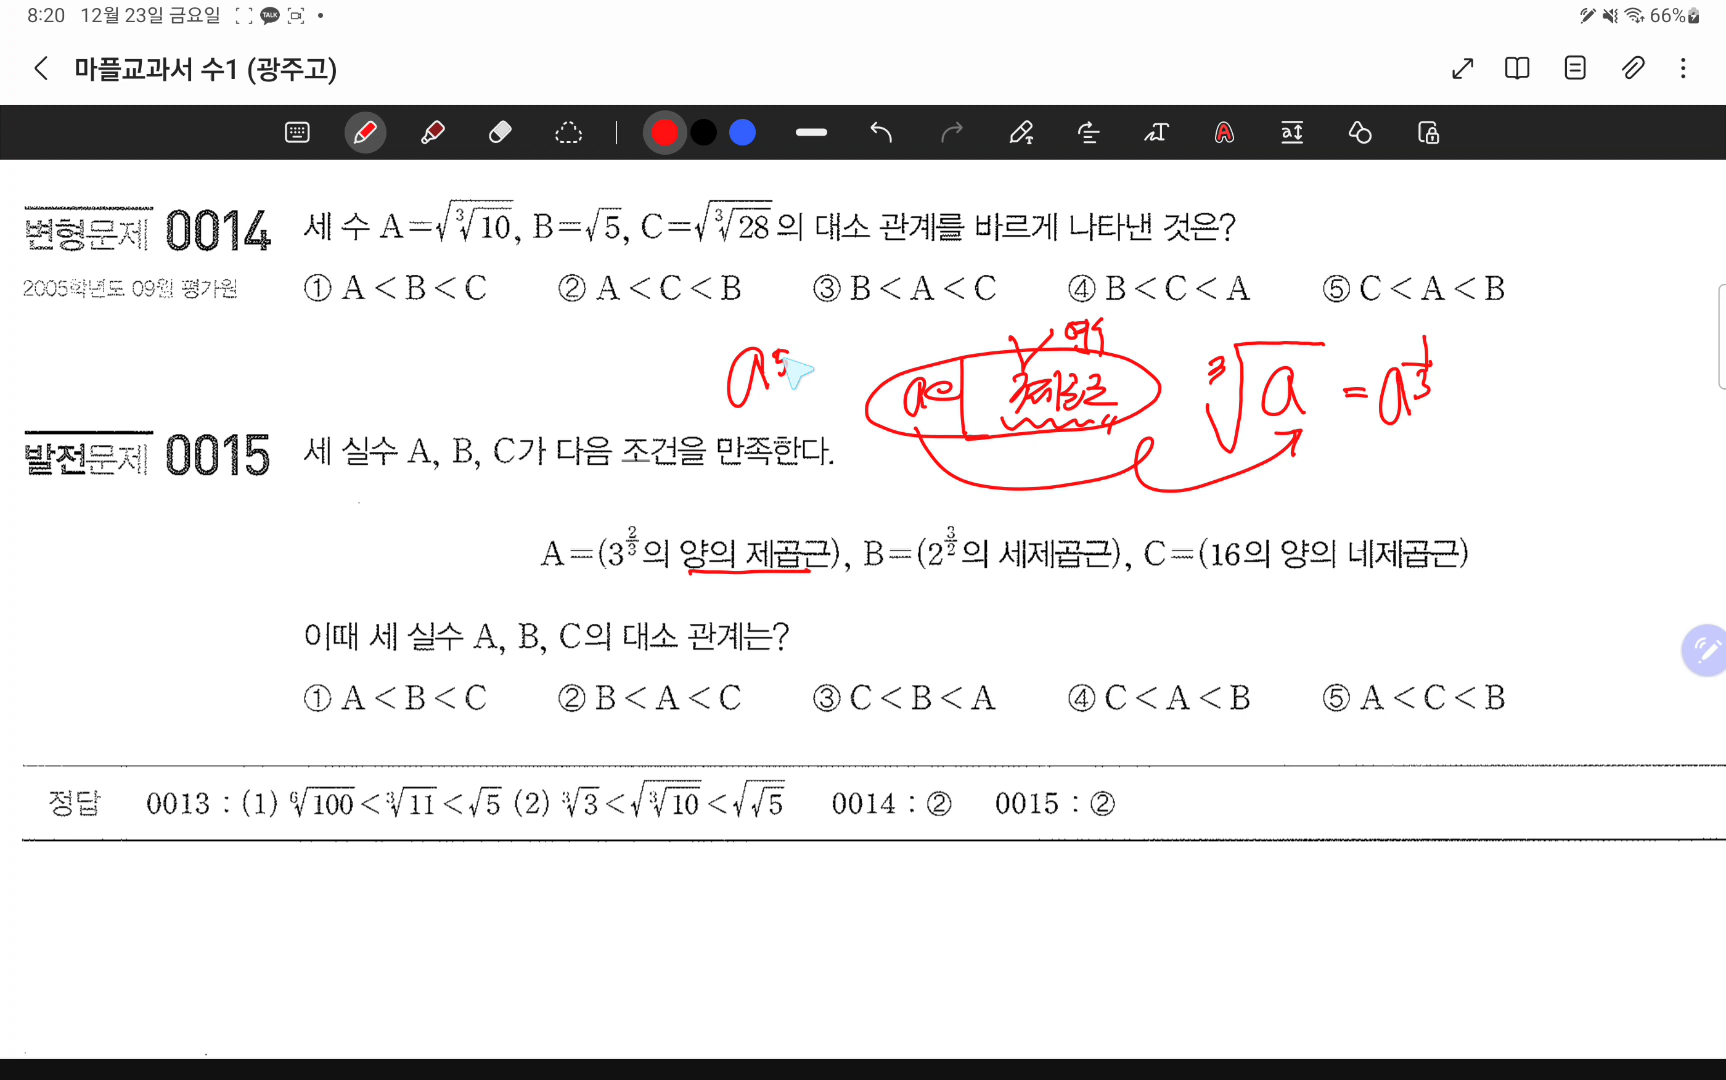 8:20 12월 23일 금요일 TALK 66%
마플교과서 수1 (광주고)
변형문제 0014 세 수 A=√(³√10), B=√5, C=√(³√28)의 대소 관계를 바르게 나타낸 것은?
2005학년도 09월 평가원
① A<B<C ② A<C<B ③ B<A<C ④ B<C<A ⑤ C<A<B
a⁵ a의 ³√a = a^(1/3)
발전문제 0015 세 실수 A, B, C가 다음 조건을 만족한다.
A=(3^(2/3)의 양의 제곱근), B=(2^(3/2)의 세제곱근), C=(16의 양의 네제곱근)
이때 세 실수 A, B, C의 대소 관계는?
① A<B<C ② B<A<C ③ C<B<A ④ C<A<B ⑤ A<C<B
정답 0013 : (1) ⁶√100<³√11<√5 (2) ³√3<√(³√10)<√(√5) 0014 : ② 0015 : ②